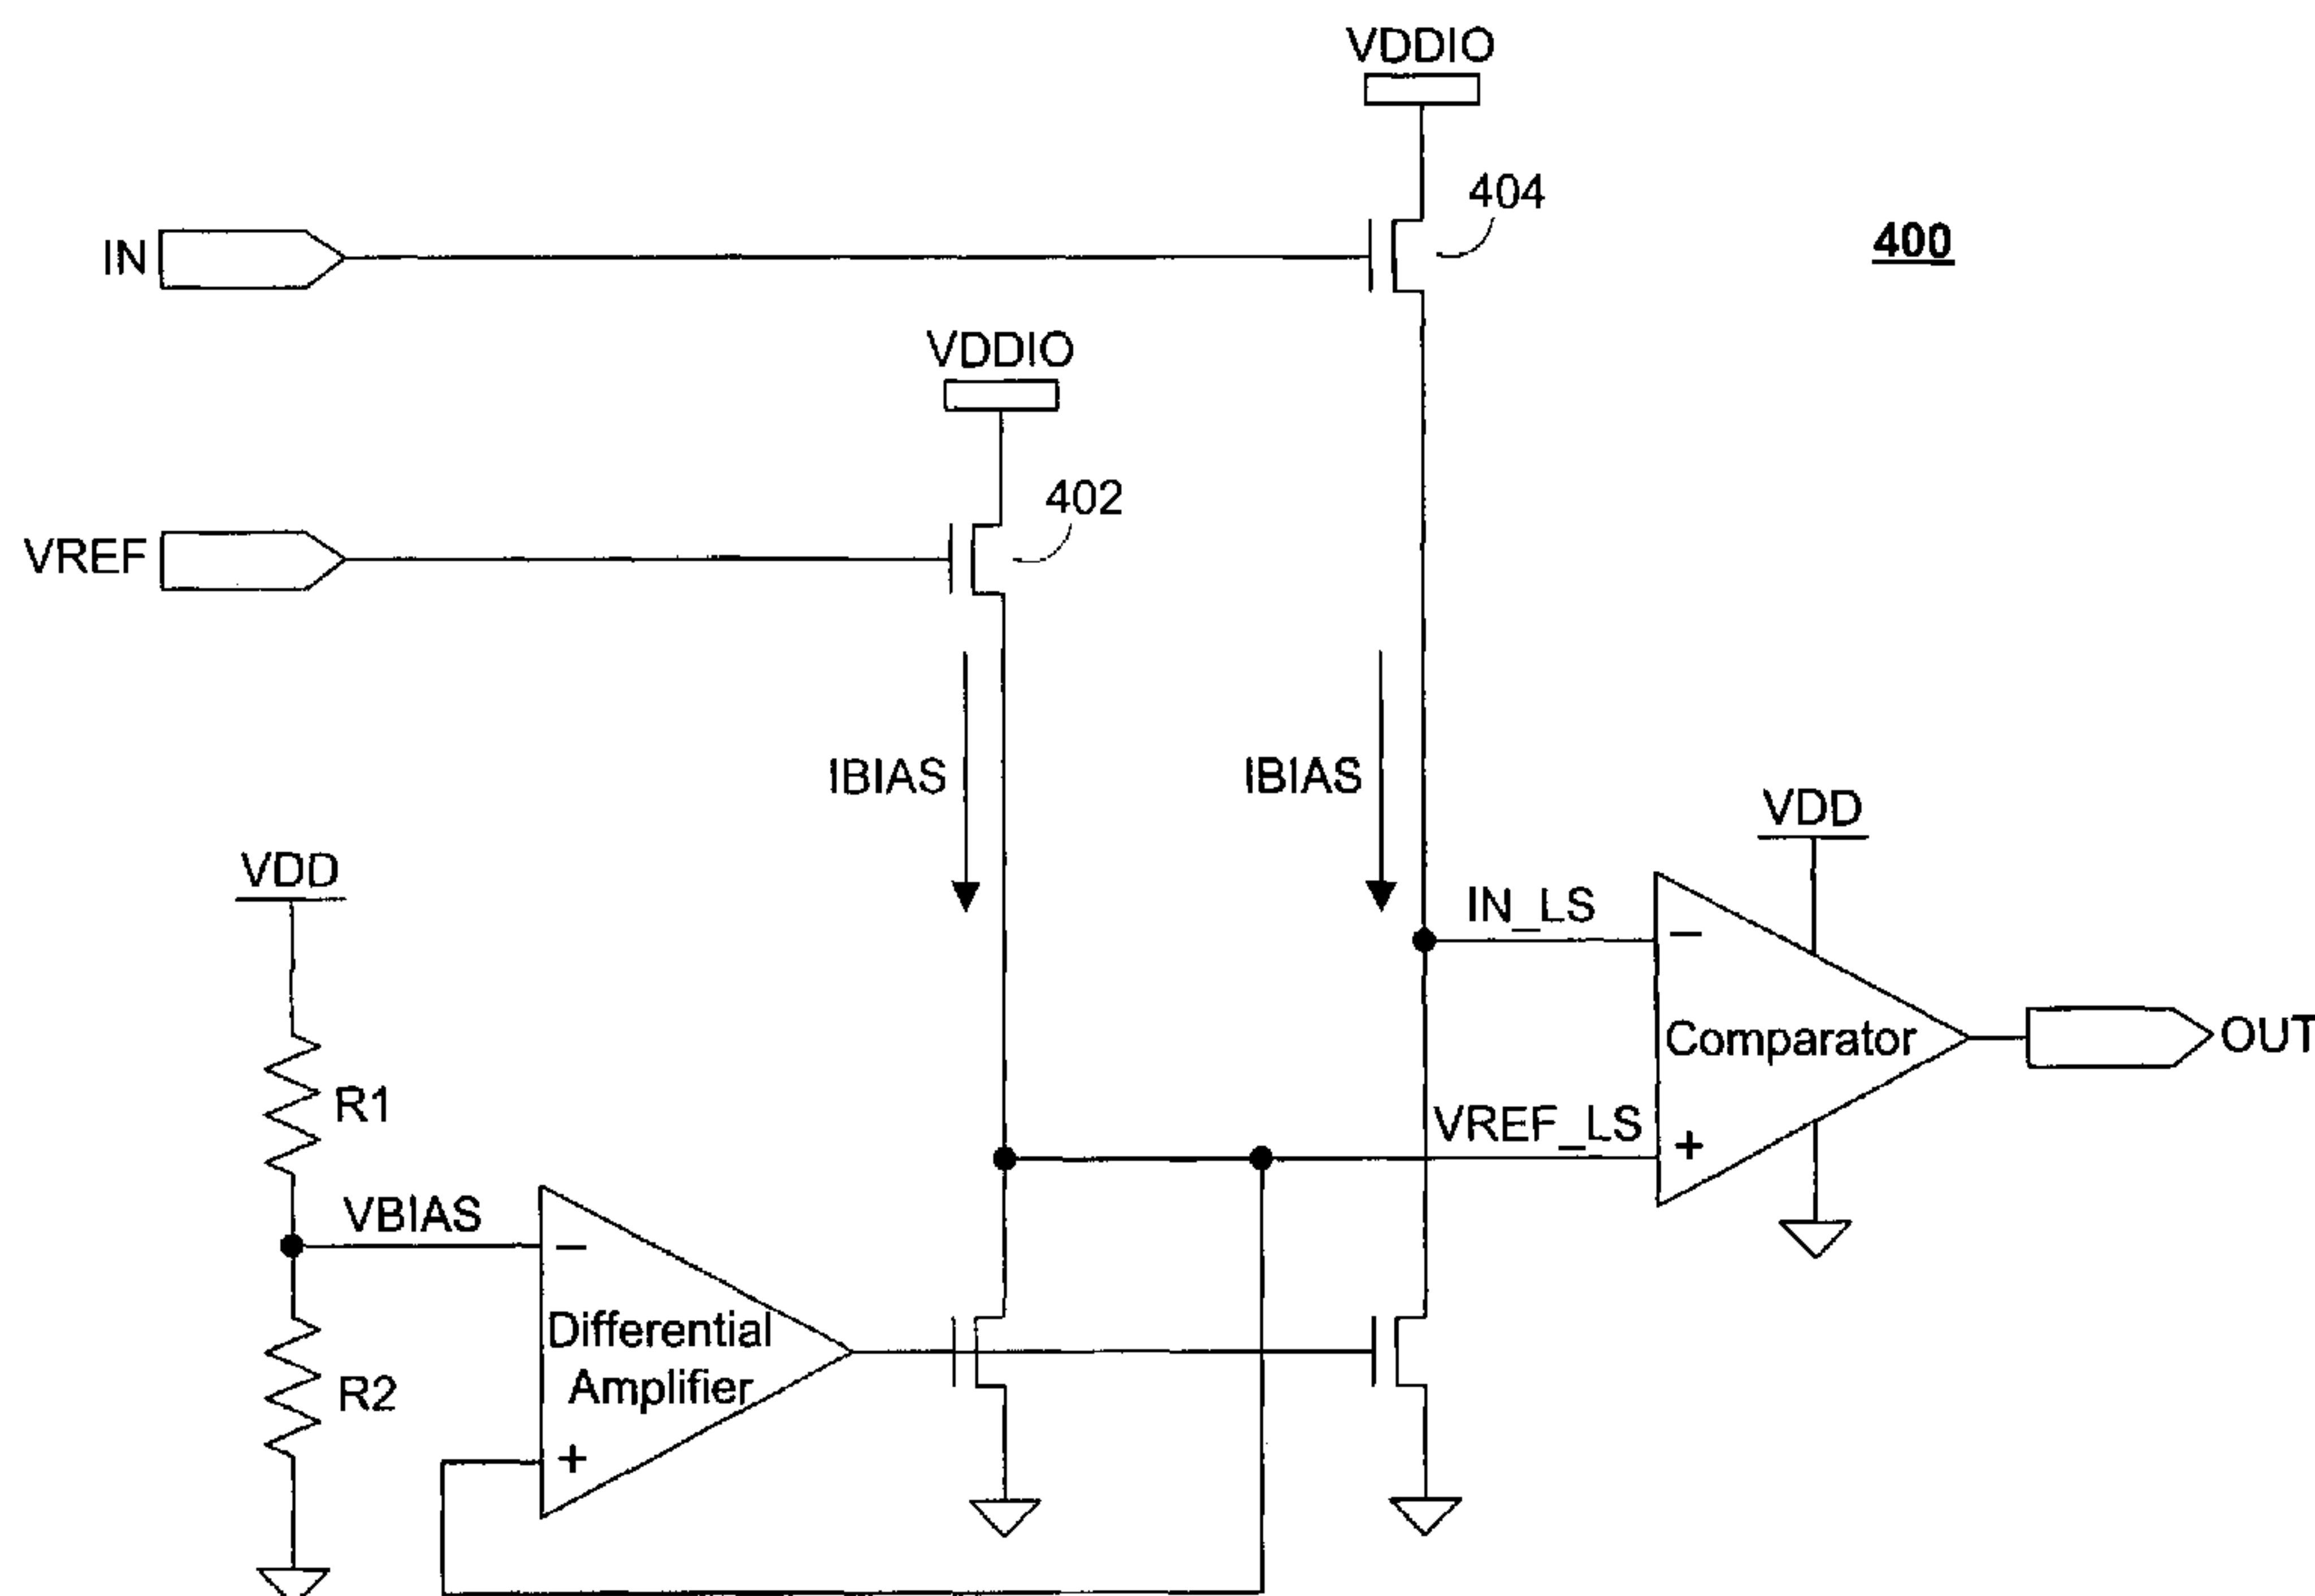 VDDIO
404
400
IN
VDDIO
402
VREF
IBIAS
IBIAS
VDD
VDD
IN_LS
−
Comparator
OUT
R1
VREF_LS
+
VBIAS
−
Differential
Amplifier
R2
+